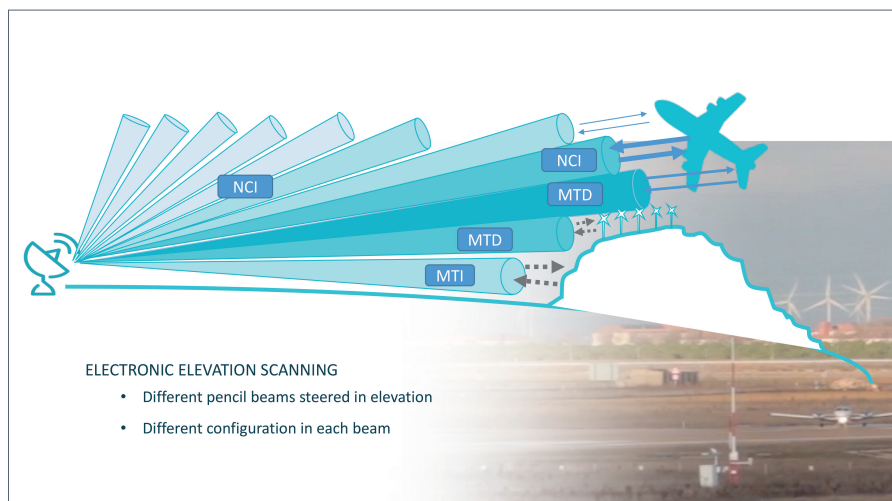 NCI
NCI
MTD
MTD
MTI
ELECTRONIC ELEVATION SCANNING
• Different pencil beams steered in elevation
• Different configuration in each beam